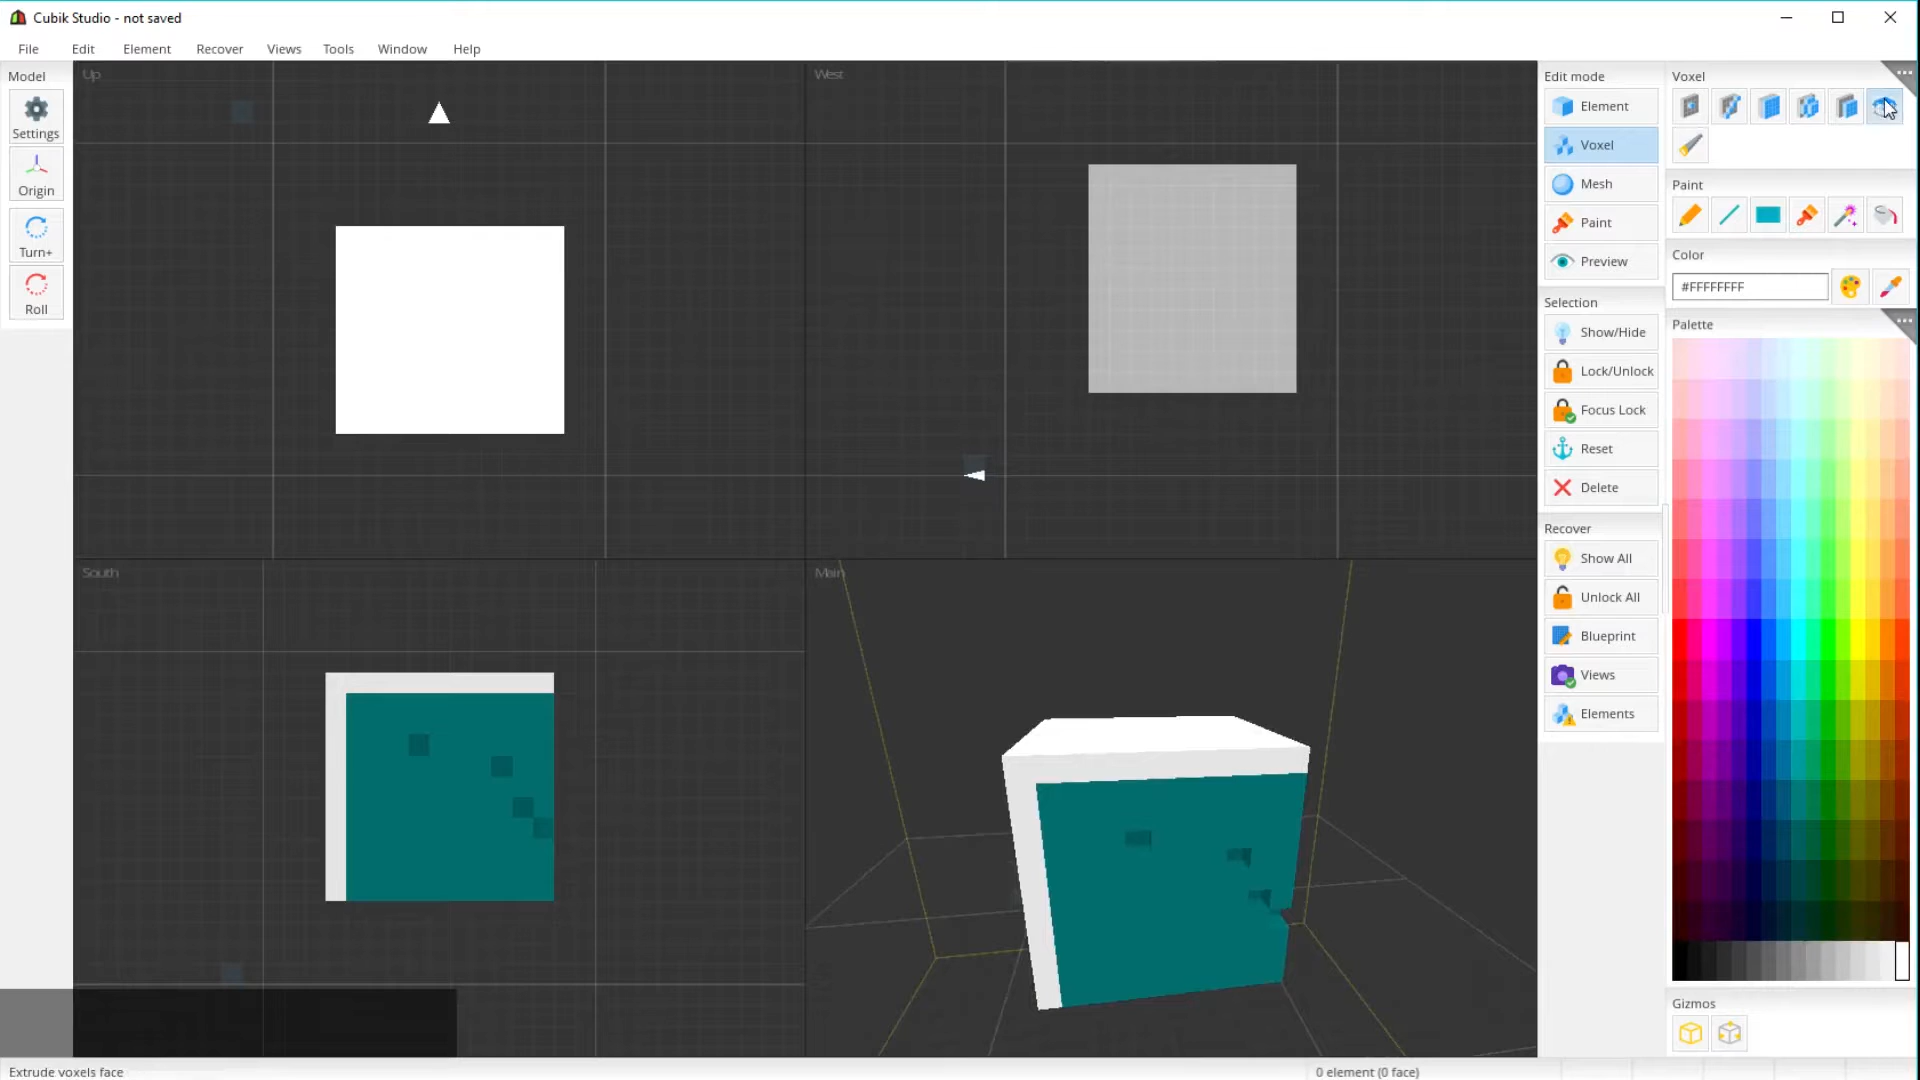 Cubik Studio - not saved
File Edit Element Recover Views Tools Window Help
Model
Settings
Origin
Turn+
Roll
Up
West
South
Main
Edit mode
Element
Voxel
Mesh
Paint
Preview
Selection
Show/Hide
Lock/Unlock
Focus Lock
Reset
Delete
Recover
Show All
Unlock All
Blueprint
Views
Elements
Voxel
Paint
Color
#FFFFFFFF
Palette
Gizmos
Extrude voxels face
0 element (0 face)